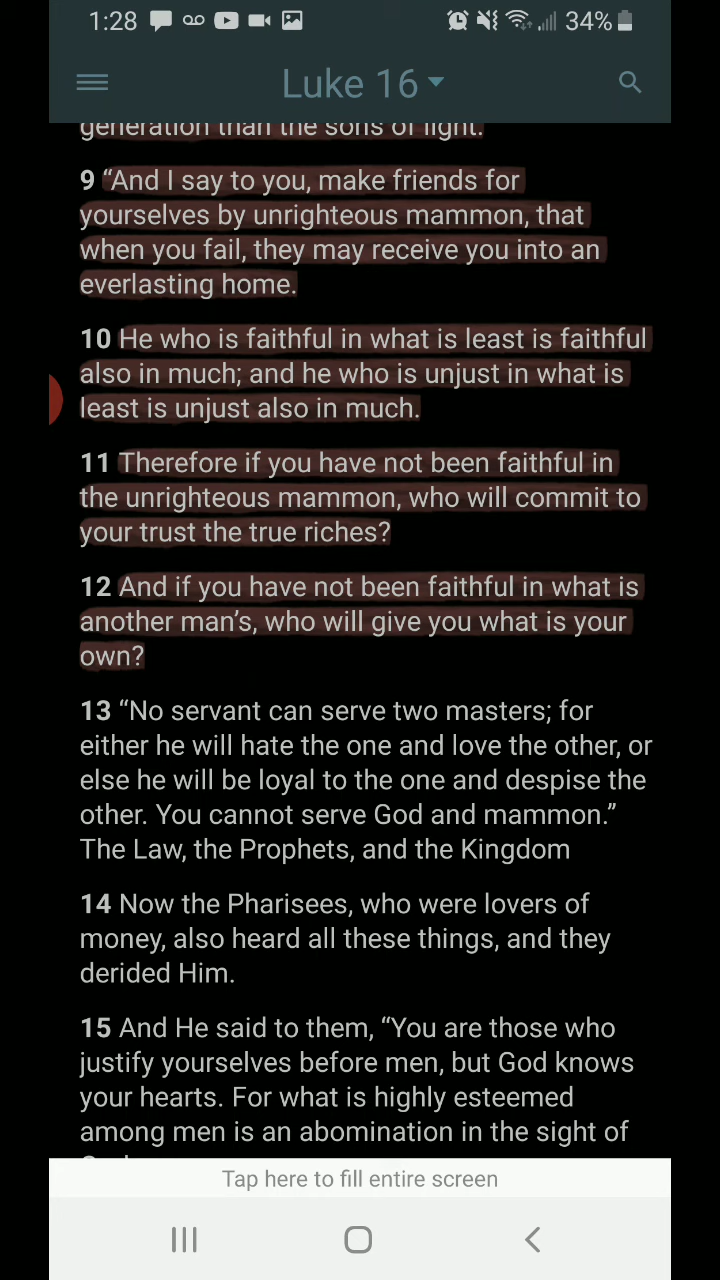 1:28 34%
Luke 16
generation than the sons of light.
9 “And I say to you, make friends for
yourselves by unrighteous mammon, that
when you fail, they may receive you into an
everlasting home.
10 He who is faithful in what is least is faithful
also in much; and he who is unjust in what is
least is unjust also in much.
11 Therefore if you have not been faithful in
the unrighteous mammon, who will commit to
your trust the true riches?
12 And if you have not been faithful in what is
another man’s, who will give you what is your
own?
13 “No servant can serve two masters; for
either he will hate the one and love the other, or
else he will be loyal to the one and despise the
other. You cannot serve God and mammon.”
The Law, the Prophets, and the Kingdom
14 Now the Pharisees, who were lovers of
money, also heard all these things, and they
derided Him.
15 And He said to them, “You are those who
justify yourselves before men, but God knows
your hearts. For what is highly esteemed
among men is an abomination in the sight of
Tap here to fill entire screen